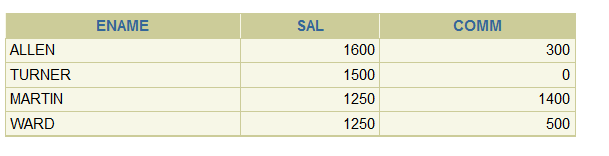 ENAME SAL COMM
ALLEN 1600 300
TURNER 1500 0
MARTIN 1250 1400
WARD 1250 500